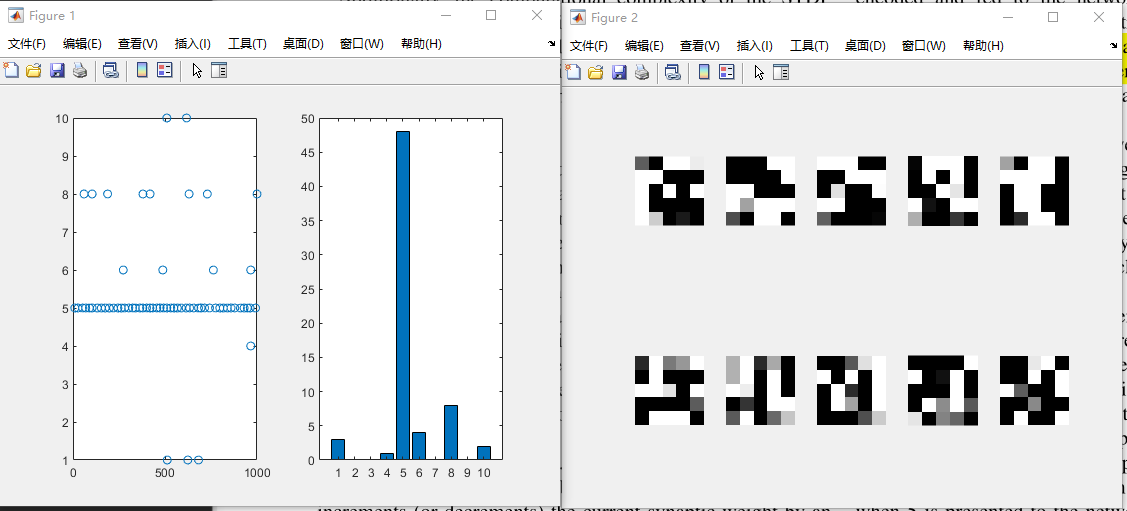 Figure 1
文件(F) 编辑(E) 查看(V) 插入(I) 工具(T) 桌面(D) 窗口(W) 帮助(H)
10
9
8
7
6
5
4
3
2
1
0 500 1000
50
45
40
35
30
25
20
15
10
5
0
1 2 3 4 5 6 7 8 9 10
Figure 2
文件(F) 编辑(E) 查看(V) 插入(I) 工具(T) 桌面(D) 窗口(W) 帮助(H)
increments (or decrements) the current synaptic weight by an
when 5 is presented to the netwo